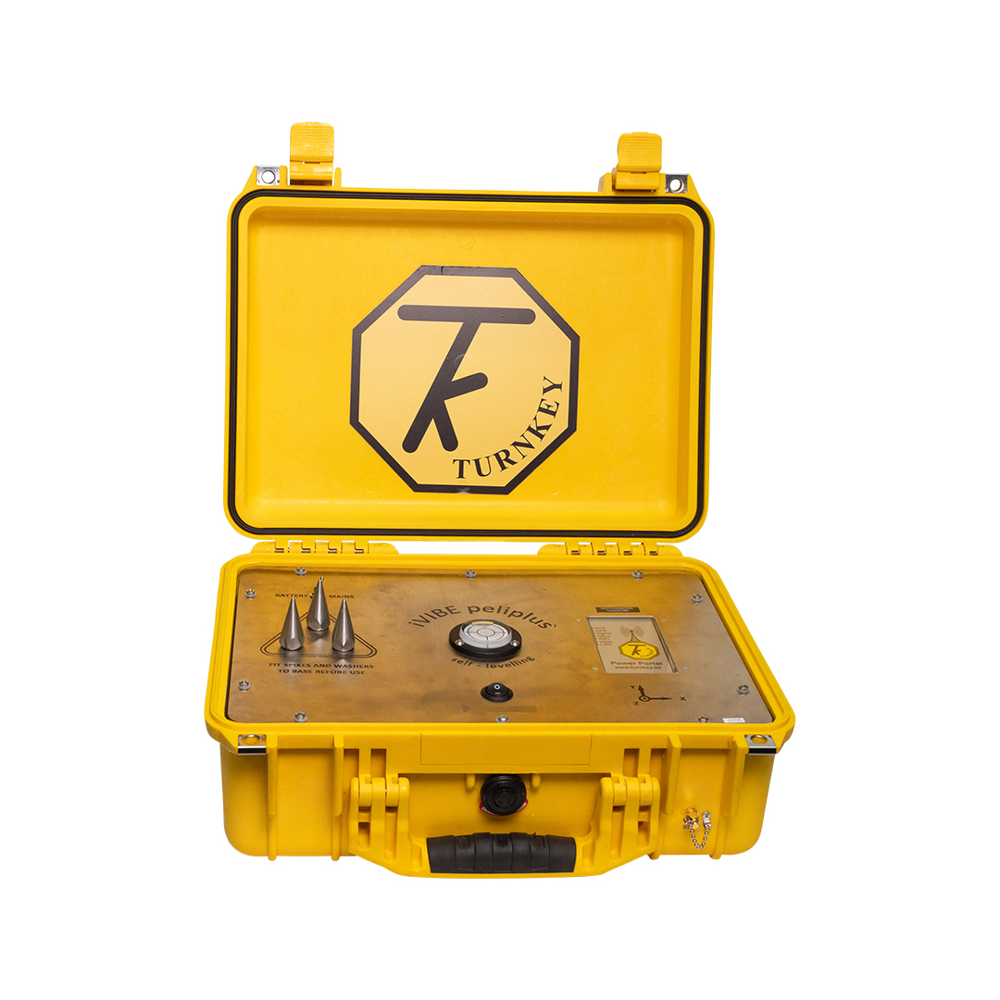 TK
TURNKEY
BATTERY MAINS
FIT SPIKES AND WASHERS
TO BASE BEFORE USE
iVIBE peliplus
self - levelling
Power Portal
www.turnkey.tel
Y
X
Z